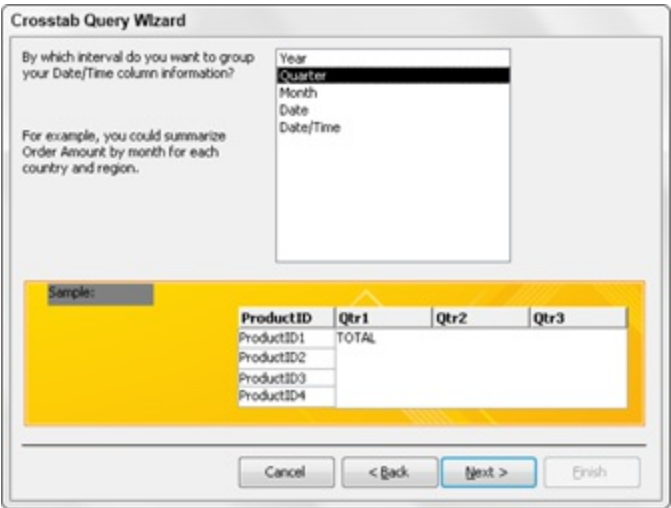 Crosstab Query Wizard
By which interval do you want to group
your Date/Time column information?
For example, you could summarize
Order Amount by month for each
country and region.
Year
Quarter
Month
Date
Date/Time
Sample:
ProductID Qtr1 Qtr2 Qtr3
ProductID1 TOTAL
ProductID2
ProductID3
ProductID4
Cancel < Back Next > Finish